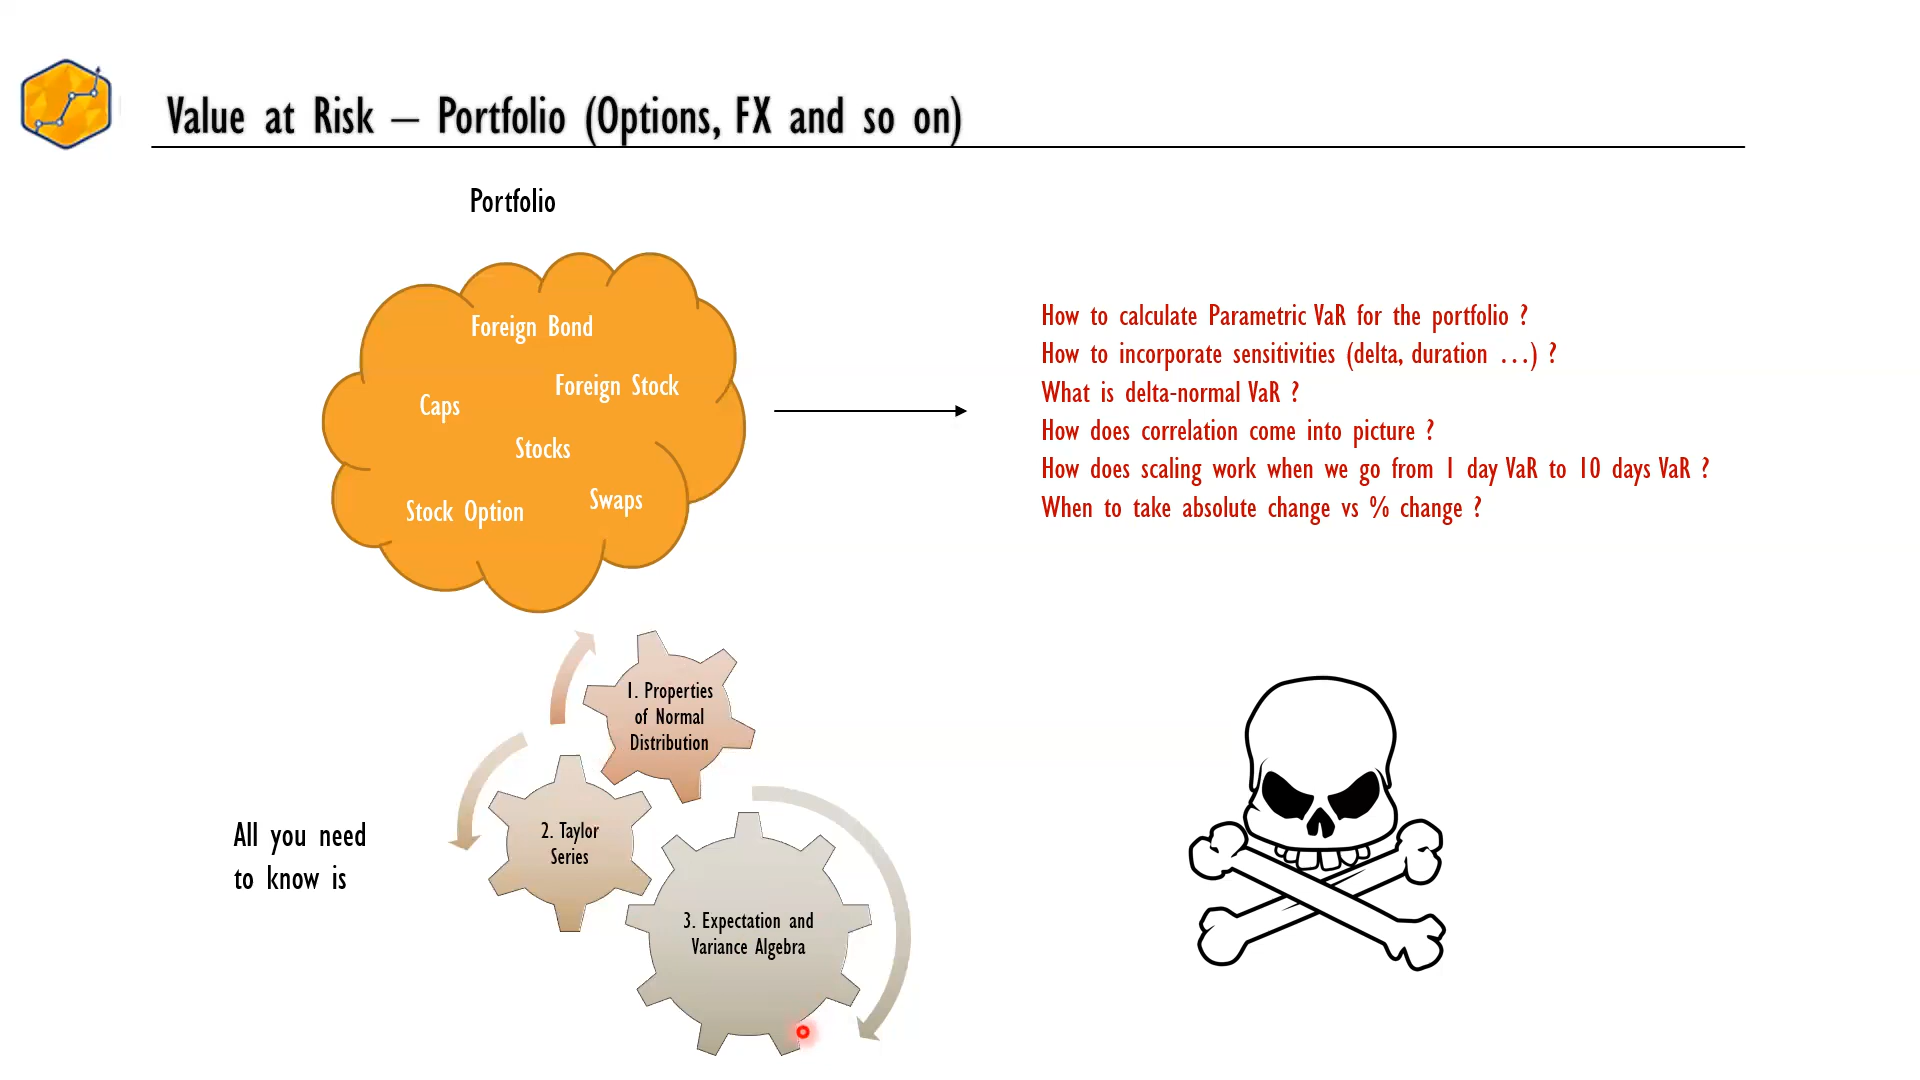 Value at Risk – Portfolio (Options, FX and so on)
Portfolio
Foreign Bond
Foreign Stock
Caps
Stocks
Swaps
Stock Option
How to calculate Parametric VaR for the portfolio ?
How to incorporate sensitivities (delta, duration ...) ?
What is delta-normal VaR ?
How does correlation come into picture ?
How does scaling work when we go from 1 day VaR to 10 days VaR ?
When to take absolute change vs % change ?
All you need
to know is
1. Properties
of Normal
Distribution
2. Taylor
Series
3. Expectation and
Variance Algebra